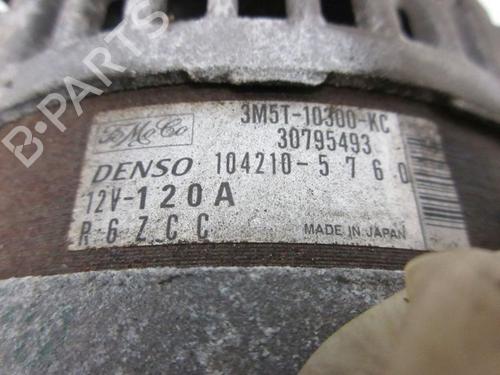 B-PARTS
FoMoCo
3M5T-10300-KC
30795493
DENSO 104210-5760
12V-120A
R-6ZCC
MADE IN JAPAN